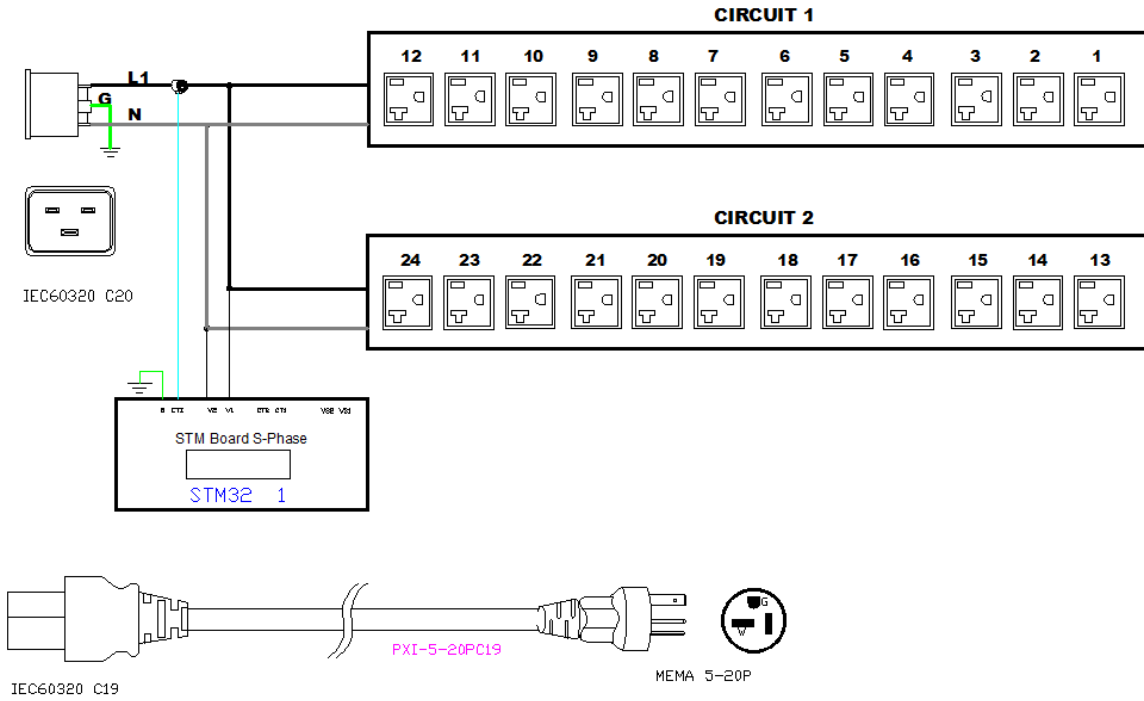 CIRCUIT 1
12 11 10 9 8 7 6 5 4 3 2 1
L1
G
N
CIRCUIT 2
24 23 22 21 20 19 18 17 16 15 14 13
IEC60320 C20
V2 V1
STM Board S-Phase
STM32 1
PXI-5-20PC19
G
MEMA 5-20P
IEC60320 C19